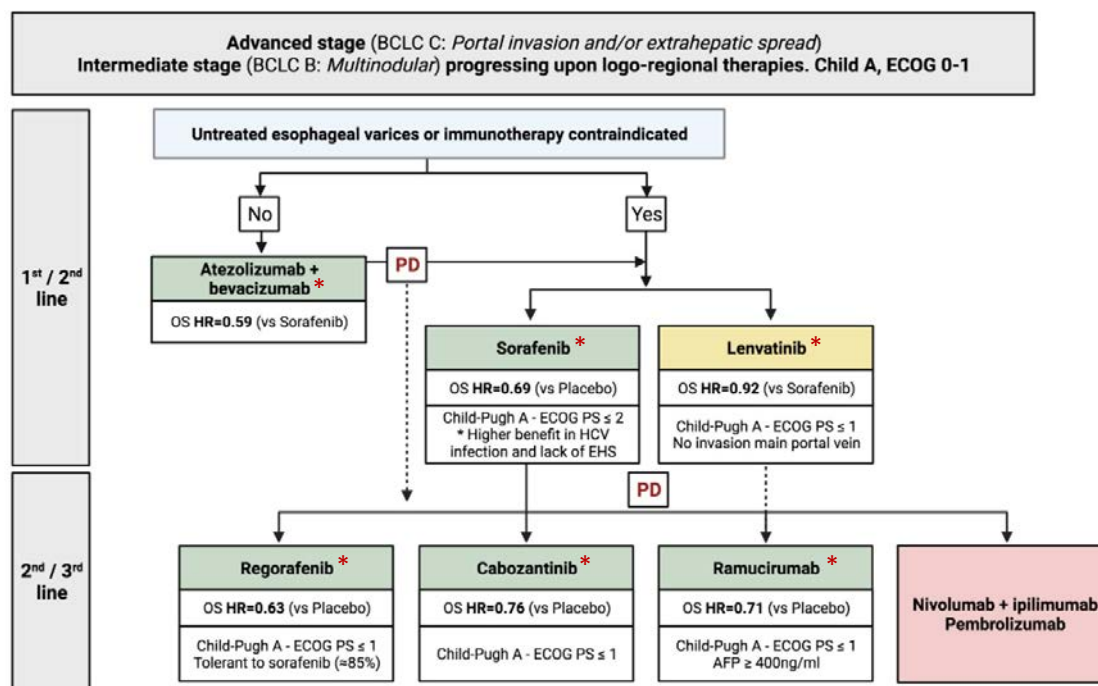 Advanced stage (BCLC C: Portal invasion and/or extrahepatic spread)
Intermediate stage (BCLC B: Multinodular) progressing upon logo-regional therapies. Child A, ECOG 0-1
Untreated esophageal varices or immunotherapy contraindicated
No
Yes
1st / 2nd
line
Atezolizumab +
bevacizumab *
OS HR=0.59 (vs Sorafenib)
PD
Sorafenib *
OS HR=0.69 (vs Placebo)
Child-Pugh A - ECOG PS ≤ 2
* Higher benefit in HCV
infection and lack of EHS
Lenvatinib *
OS HR=0.92 (vs Sorafenib)
Child-Pugh A - ECOG PS ≤ 1
No invasion main portal vein
PD
2nd / 3rd
line
Regorafenib *
OS HR=0.63 (vs Placebo)
Child-Pugh A - ECOG PS ≤ 1
Tolerant to sorafenib (≈85%)
Cabozantinib *
OS HR=0.76 (vs Placebo)
Child-Pugh A - ECOG PS ≤ 1
Ramucirumab *
OS HR=0.71 (vs Placebo)
Child-Pugh A - ECOG PS ≤ 1
AFP ≥ 400ng/ml
Nivolumab + ipilimumab
Pembrolizumab